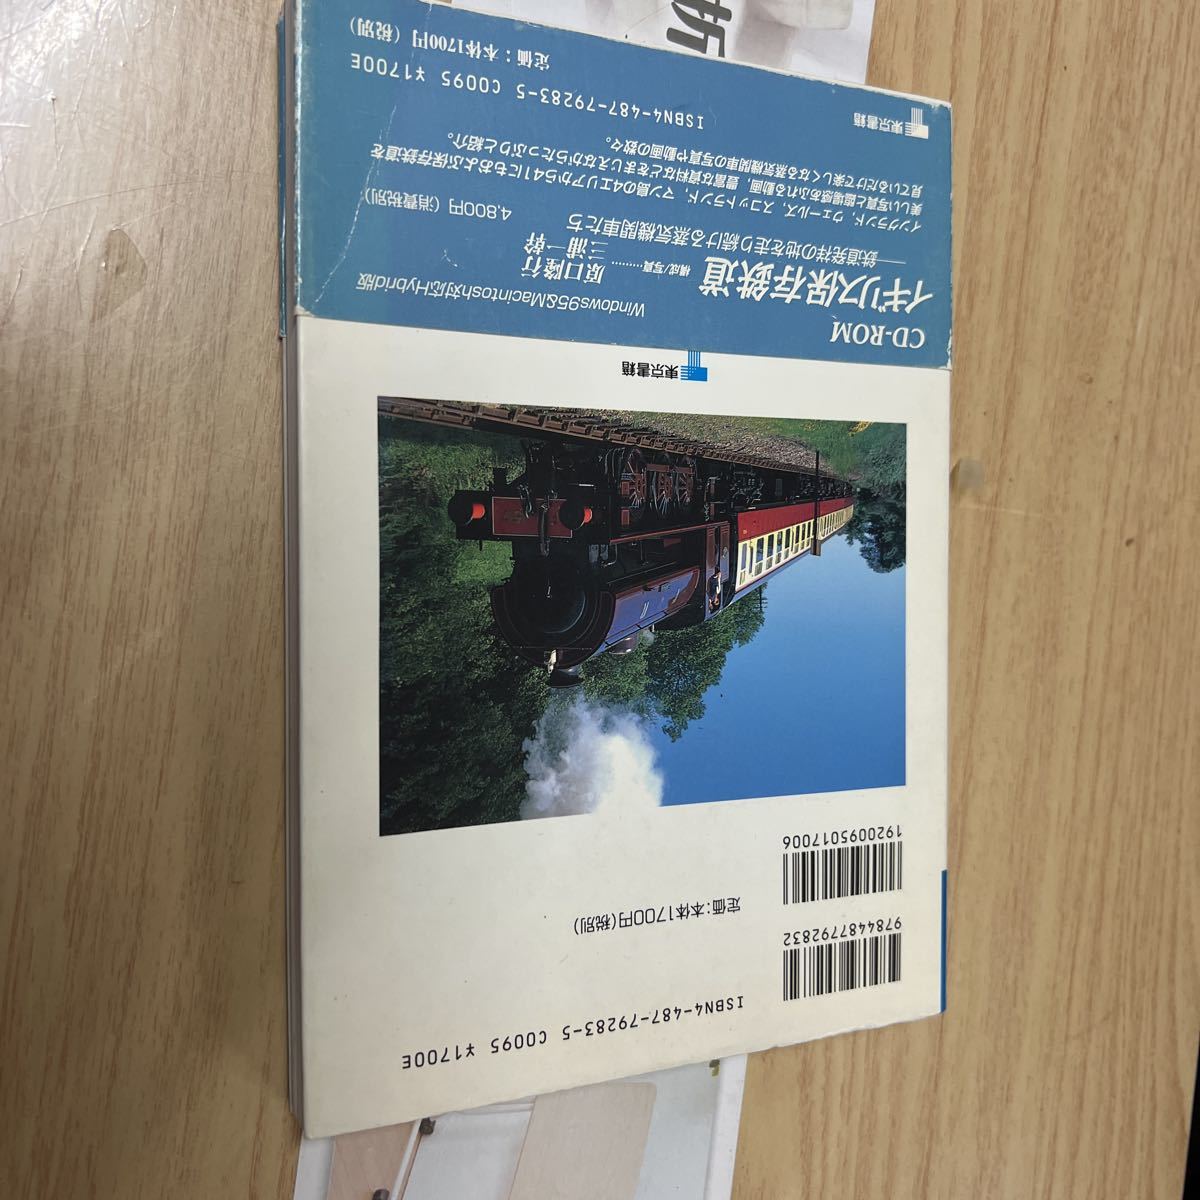 ISBN4-487-79283-5 C0095 ¥1700E
定価：本体1700円(税別)
9784487792832
1920095017006
東京書籍
CD-ROM
イギリス保存鉄道
構成/写真………原口隆行
三浦一幹
Windows95&Macintosh対応Hybrid版
——鉄道発祥の地を走り続ける蒸気機関車たち
4,800円（消費税別）
イングランド、ウェールズ、スコットランド、マン島の4エリアから541にもおよぶ保存鉄道を
美しい写真と臨場感あふれる動画、豊富な資料などをまじえながらたっぷりと紹介。
見ているだけで楽しくなる蒸気機関車の写真や動画の数々。
東京書籍
ISBN4-487-79283-5 C0095 ¥1700E
定価：本体1700円（税別）
折